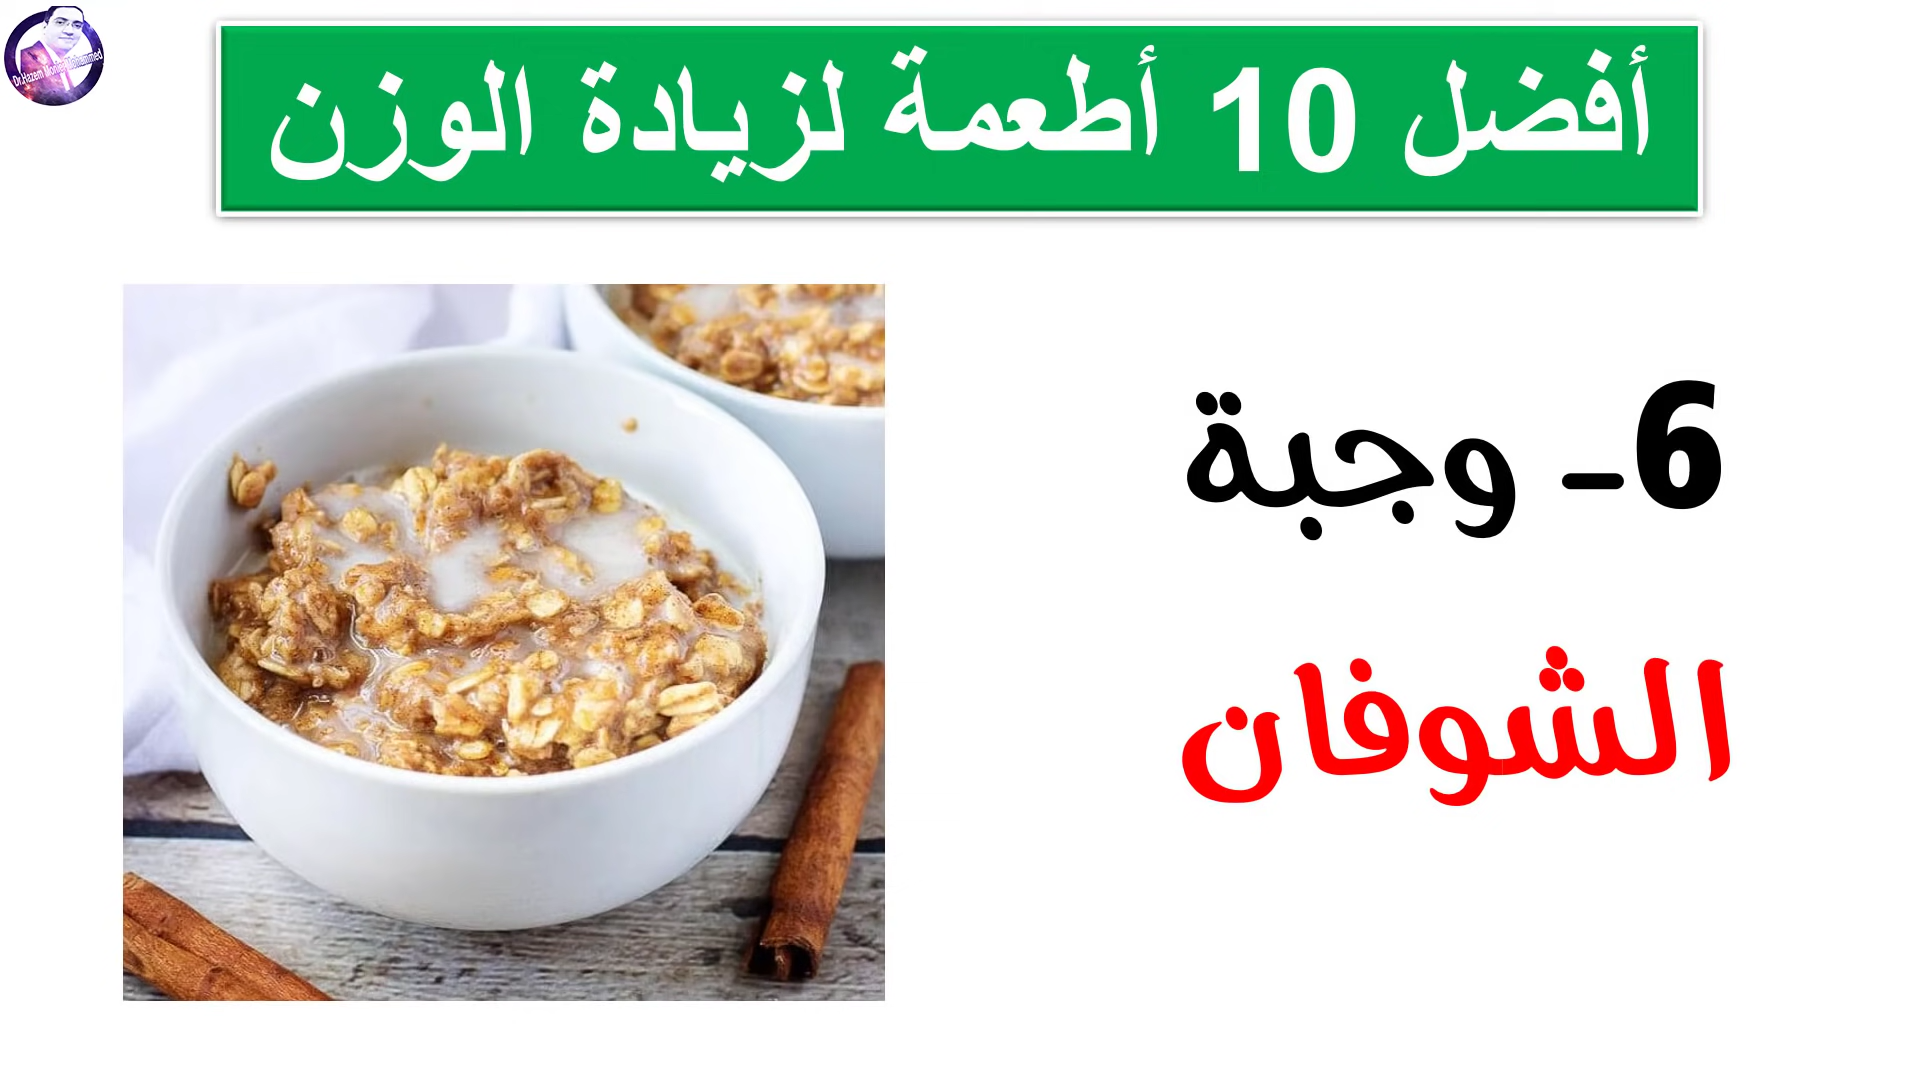 أفضل 10 أطعمة لزيادة الوزن
6- وجبة
الشوفان